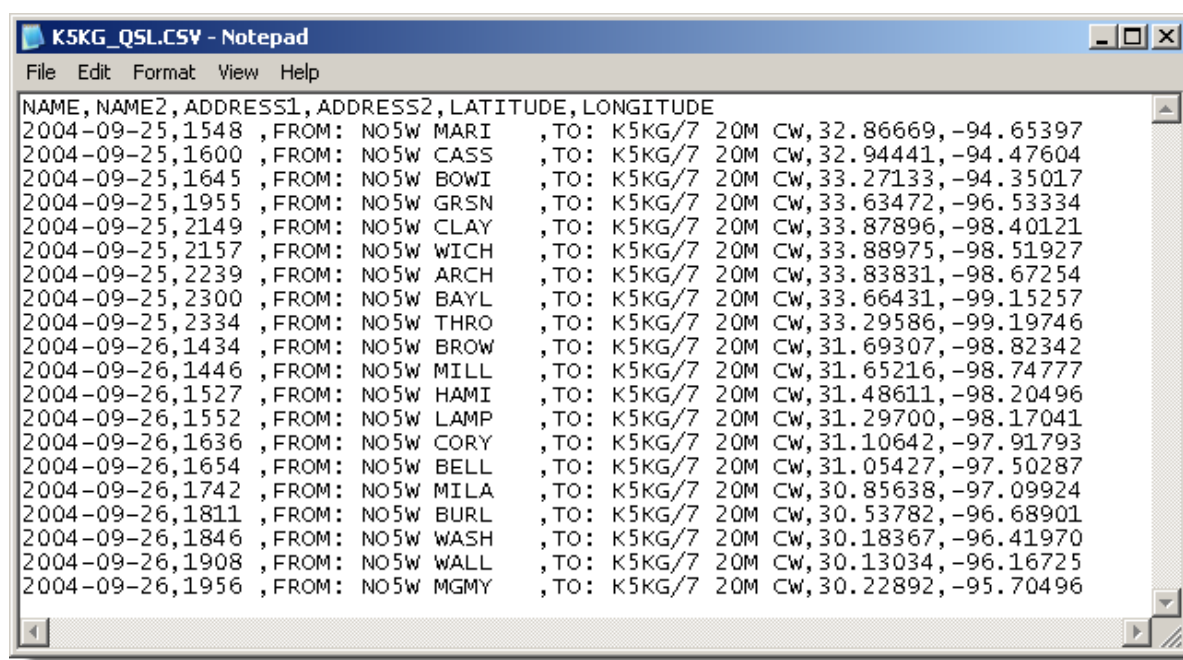 K5KG_QSL.CSV - Notepad
File Edit Format View Help
NAME,NAME2,ADDRESS1,ADDRESS2,LATITUDE,LONGITUDE
2004-09-25,1548 ,FROM: NO5W MARI    ,TO: K5KG/7 20M CW,32.86669,-94.65397
2004-09-25,1600 ,FROM: NO5W CASS    ,TO: K5KG/7 20M CW,32.94441,-94.47604
2004-09-25,1645 ,FROM: NO5W BOWI    ,TO: K5KG/7 20M CW,33.27133,-94.35017
2004-09-25,1955 ,FROM: NO5W GRSN    ,TO: K5KG/7 20M CW,33.63472,-96.53334
2004-09-25,2149 ,FROM: NO5W CLAY    ,TO: K5KG/7 20M CW,33.87896,-98.40121
2004-09-25,2157 ,FROM: NO5W WICH    ,TO: K5KG/7 20M CW,33.88975,-98.51927
2004-09-25,2239 ,FROM: NO5W ARCH    ,TO: K5KG/7 20M CW,33.83831,-98.67254
2004-09-25,2300 ,FROM: NO5W BAYL    ,TO: K5KG/7 20M CW,33.66431,-99.15257
2004-09-25,2334 ,FROM: NO5W THRO    ,TO: K5KG/7 20M CW,33.29586,-99.19746
2004-09-26,1434 ,FROM: NO5W BROW    ,TO: K5KG/7 20M CW,31.69307,-98.82342
2004-09-26,1446 ,FROM: NO5W MILL    ,TO: K5KG/7 20M CW,31.65216,-98.74777
2004-09-26,1527 ,FROM: NO5W HAMI    ,TO: K5KG/7 20M CW,31.48611,-98.20496
2004-09-26,1552 ,FROM: NO5W LAMP    ,TO: K5KG/7 20M CW,31.29700,-98.17041
2004-09-26,1636 ,FROM: NO5W CORY    ,TO: K5KG/7 20M CW,31.10642,-97.91793
2004-09-26,1654 ,FROM: NO5W BELL    ,TO: K5KG/7 20M CW,31.05427,-97.50287
2004-09-26,1742 ,FROM: NO5W MILA    ,TO: K5KG/7 20M CW,30.85638,-97.09924
2004-09-26,1811 ,FROM: NO5W BURL    ,TO: K5KG/7 20M CW,30.53782,-96.68901
2004-09-26,1846 ,FROM: NO5W WASH    ,TO: K5KG/7 20M CW,30.18367,-96.41970
2004-09-26,1908 ,FROM: NO5W WALL    ,TO: K5KG/7 20M CW,30.13034,-96.16725
2004-09-26,1956 ,FROM: NO5W MGMY    ,TO: K5KG/7 20M CW,30.22892,-95.70496